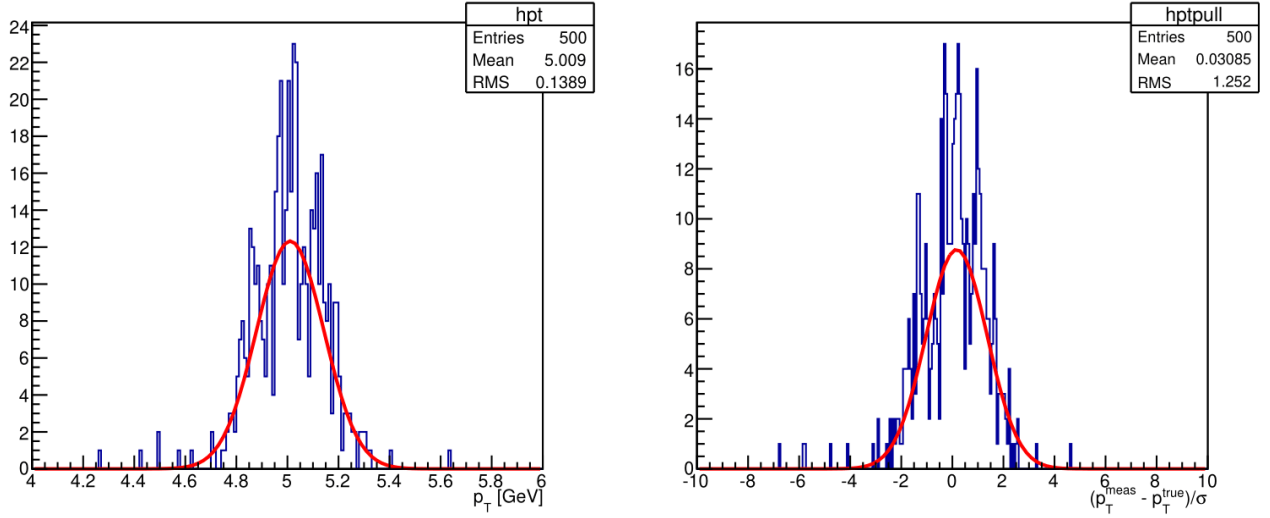 hpt
Entries 500
Mean 5.009
RMS 0.1389
24
22
20
18
16
14
12
10
8
6
4
2
0
4 4.2 4.4 4.6 4.8 5 5.2 5.4 5.6 5.8 6
p_T [GeV]
hptpull
Entries 500
Mean 0.03085
RMS 1.252
16
14
12
10
8
6
4
2
0
-10 -8 -6 -4 -2 0 2 4 6 8 10
(p_T^meas - p_T^true)/σ